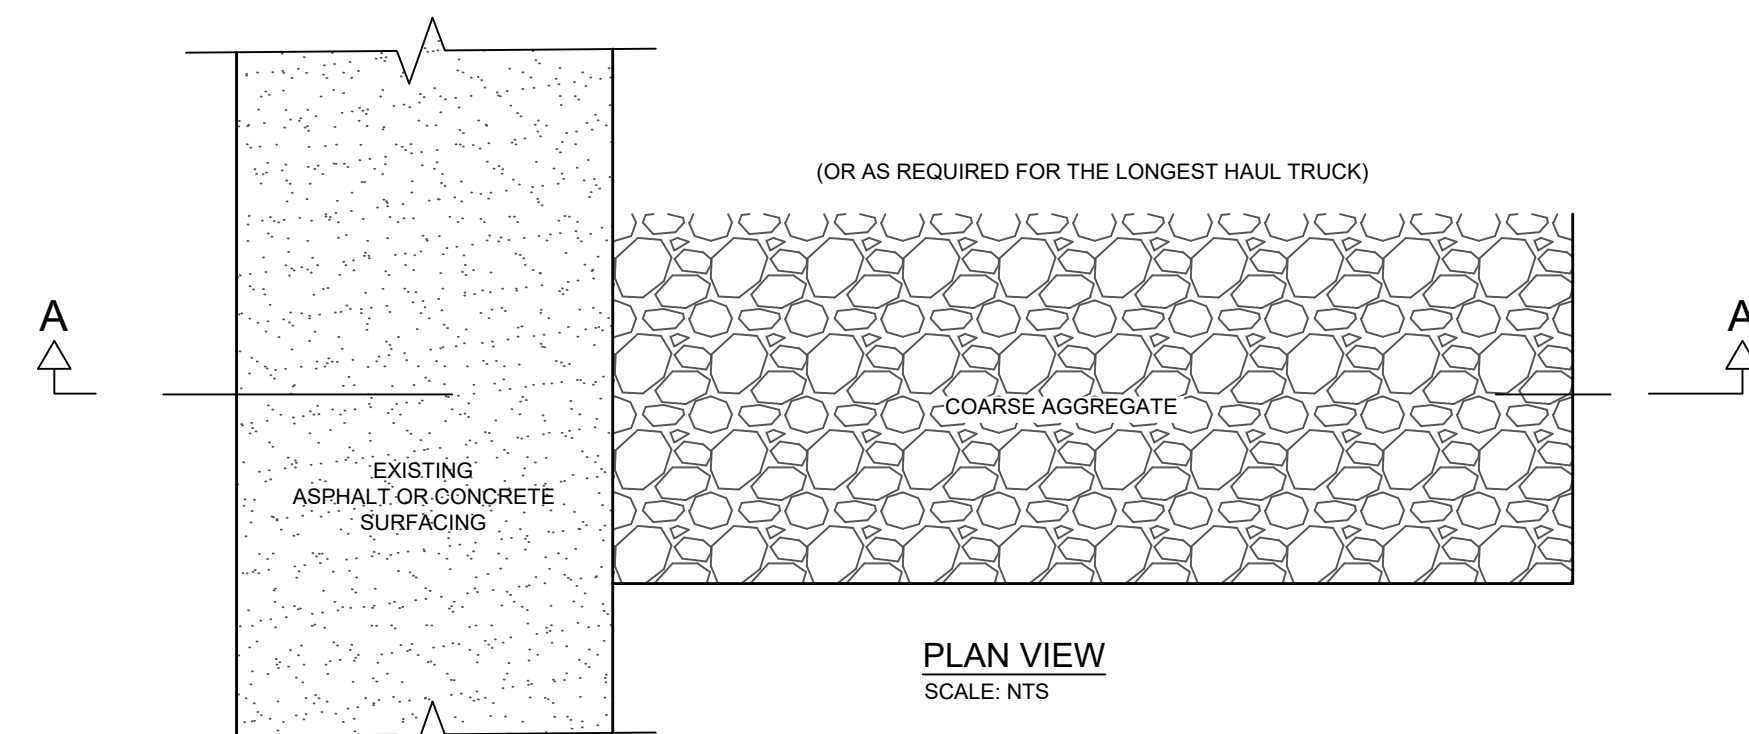 (OR AS REQUIRED FOR THE LONGEST HAUL TRUCK)
A
A
COARSE AGGREGATE
EXISTING
ASPHALT OR CONCRETE
SURFACING
PLAN VIEW
SCALE: NTS